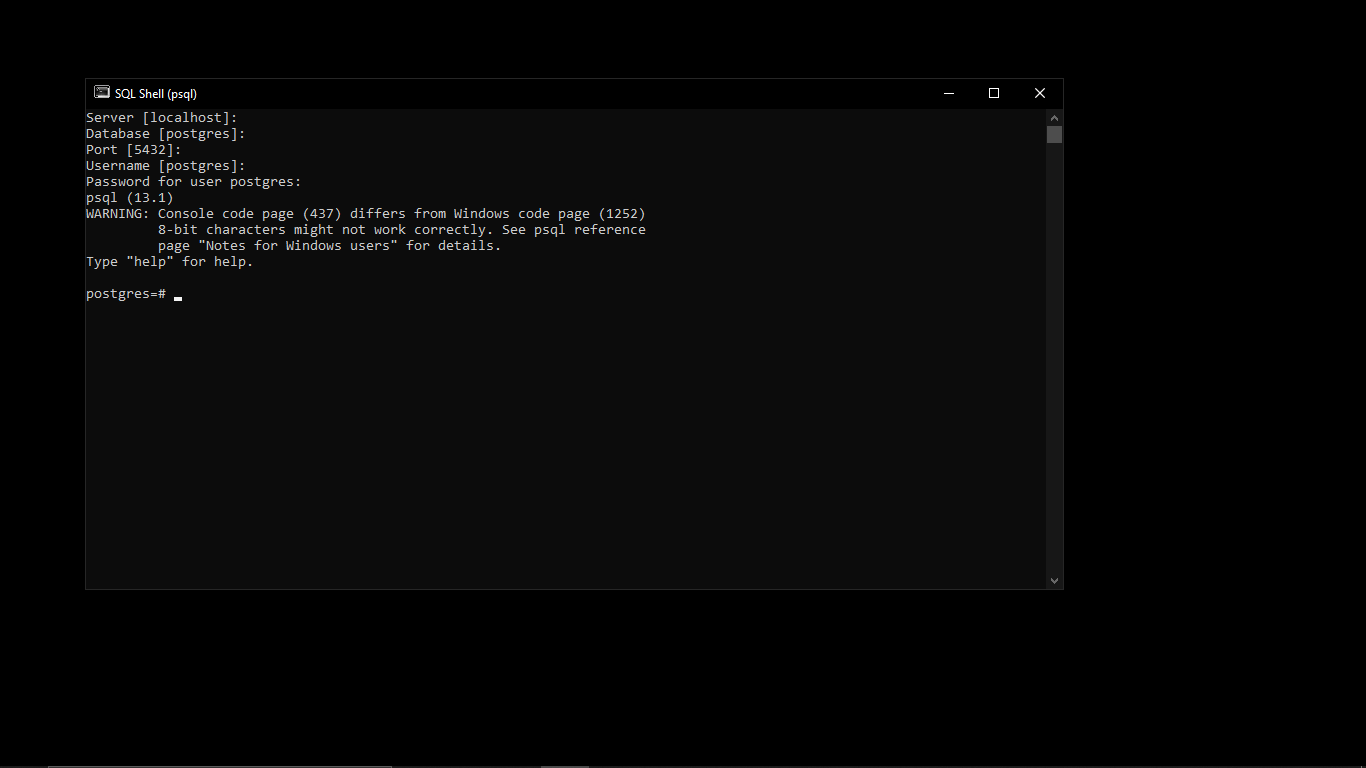 SQL Shell (psql)
Server [localhost]:
Database [postgres]:
Port [5432]:
Username [postgres]:
Password for user postgres:
psql (13.1)
WARNING: Console code page (437) differs from Windows code page (1252)
         8-bit characters might not work correctly. See psql reference
         page "Notes for Windows users" for details.
Type "help" for help.

postgres=#